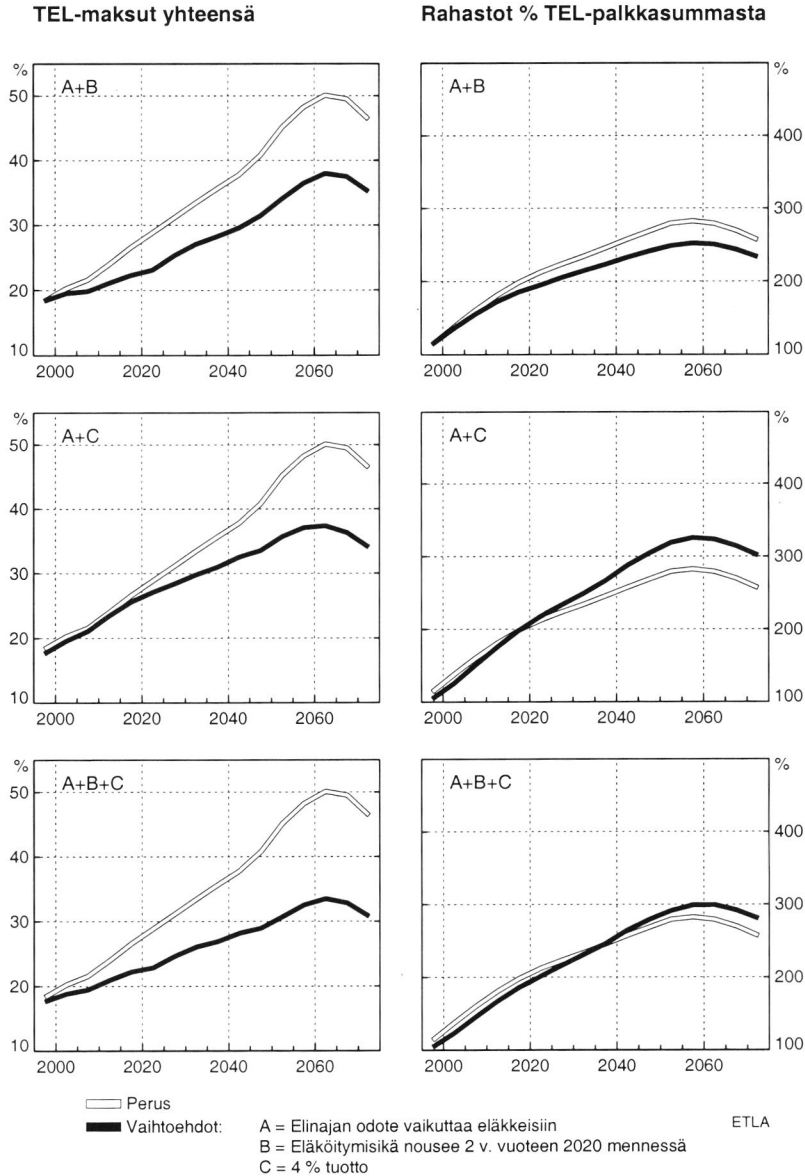 TEL-maksut yhteensä
Rahastot % TEL-palkkasummasta
%
A+B
50
40
30
20
10
2000 2020 2040 2060
%
A+B
400
300
200
100
2000 2020 2040 2060
%
A+C
50
40
30
20
10
2000 2020 2040 2060
%
A+C
400
300
200
100
2000 2020 2040 2060
%
A+B+C
50
40
30
20
10
2000 2020 2040 2060
%
A+B+C
400
300
200
100
2000 2020 2040 2060
Perus
Vaihtoehdot: A = Elinajan odote vaikuttaa eläkkeisiin
B = Eläköitymisikä nousee 2 v. vuoteen 2020 mennessä
C = 4 % tuotto
ETLA